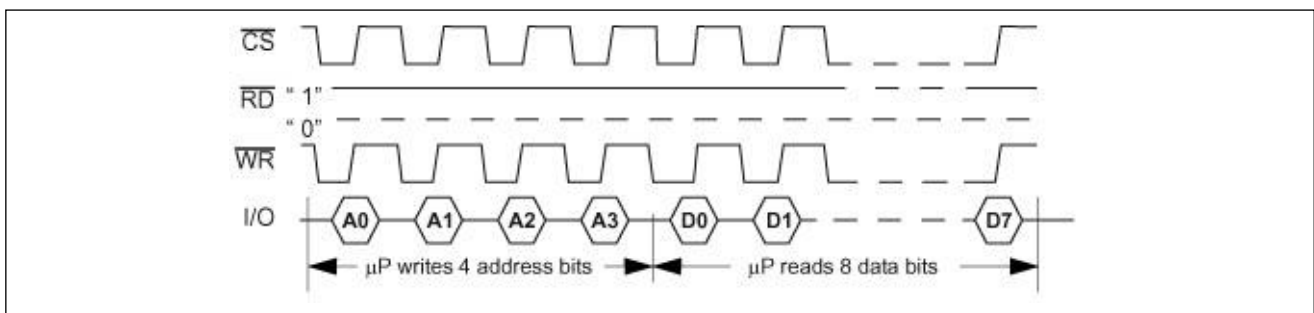 CS
RD “ 1”
“ 0”
WR
I/O A0 A1 A2 A3 D0 D1 D7
µP writes 4 address bits µP reads 8 data bits